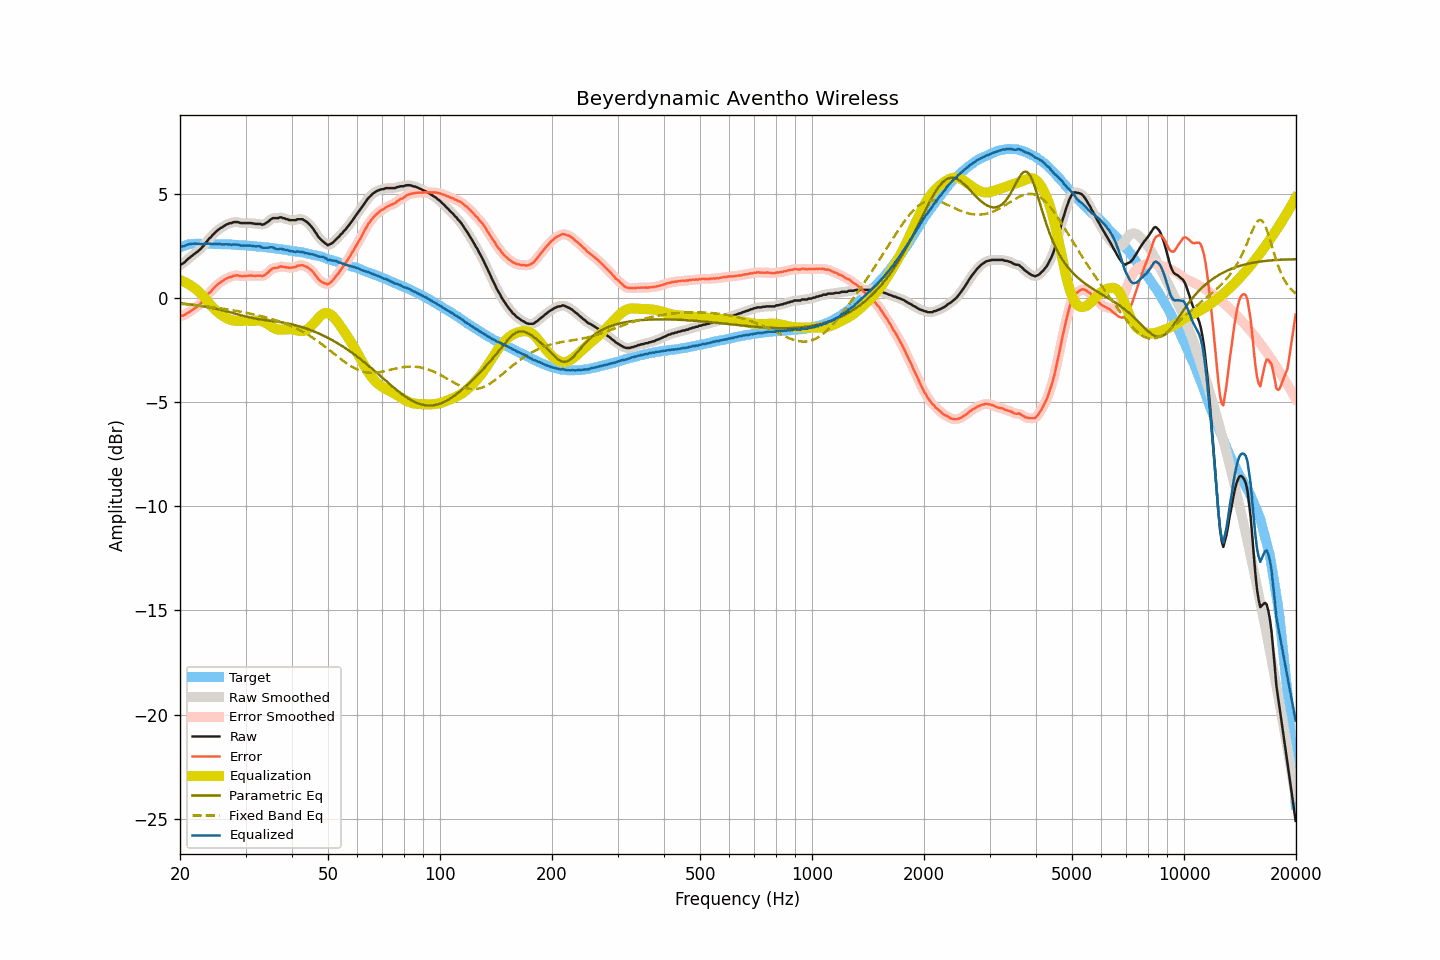 Beyerdynamic Aventho Wireless
Amplitude (dBr)
5
0
−5
−10
−15
−20
−25
Target
Raw Smoothed
Error Smoothed
Raw
Error
Equalization
Parametric Eq
Fixed Band Eq
Equalized
20 50 100 200 500 1000 2000 5000 10000 20000
Frequency (Hz)